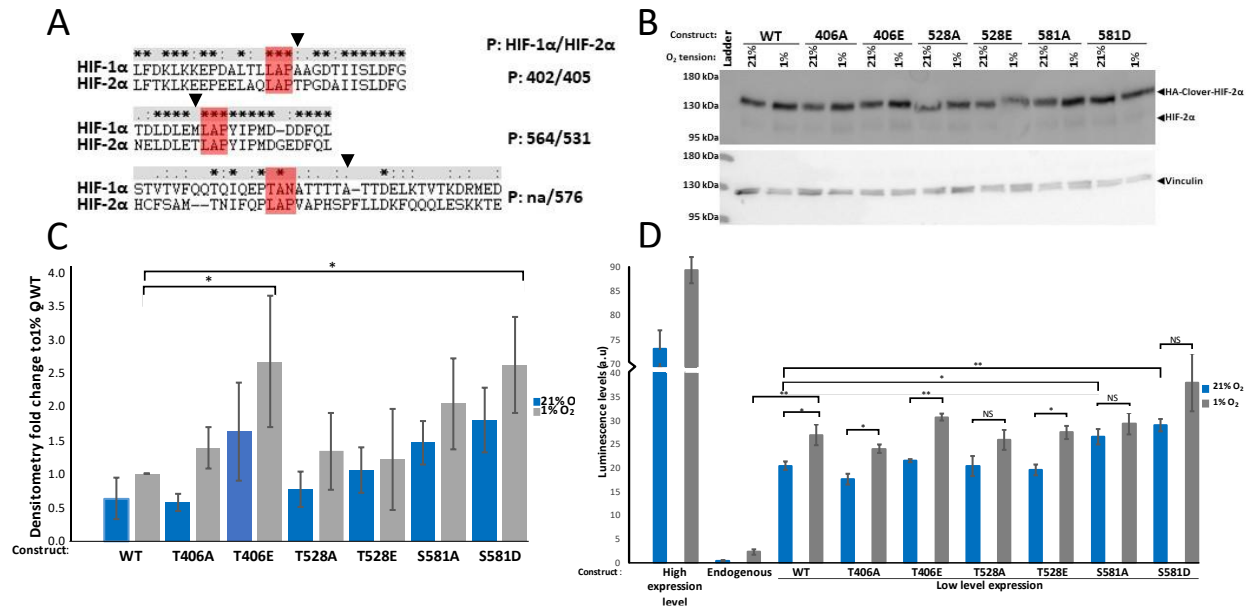 A
P: HIF-1α/HIF-2α
HIF-1α LFDKLKKEPDALTLLAPAAGDTIISLDFG
HIF-2α LFTKLKEEPEELAQLAPTPGDAIISLDFG
P: 402/405
HIF-1α TDLDLEMLAPYIPMD-DDFQL
HIF-2α NELDLETLAPYIPMDGEDFQL
P: 564/531
HIF-1α STVTVFQQTQIQEPTANATTTTA-TTDELKTVTKDRMED
HIF-2α HCFSAM--TNIFQPLAPVAPHSPFLLDKFQQQLESKKTE
P: na/576
B
Construct: WT 406A 406E 528A 528E 581A 581D
Ladder
O₂ tension: 21% 1% 21% 1% 21% 1% 21% 1% 21% 1% 21% 1% 21% 1%
180 kDa
130 kDa
95 kDa
HA-Clover-HIF-2α
HIF-2α
180 kDa
130 kDa
95 kDa
Vinculin
C
Densitometry fold change to1% QWT
4.0
3.5
3.0
2.5
2.0
1.5
1.0
0.5
0.0
*
*
21% O
1% O₂
Construct: WT T406A T406E T528A T528E S581A S581D
D
Luminescence levels (a.u)
90
85
80
75
70
40
35
30
25
20
15
10
5
0
**
*
**
*
*
**
NS
*
NS
NS
21% O₂
1% O₂
Construct : High expression level Endogenous WT T406A T406E T528A T528E S581A S581D
Low level expression